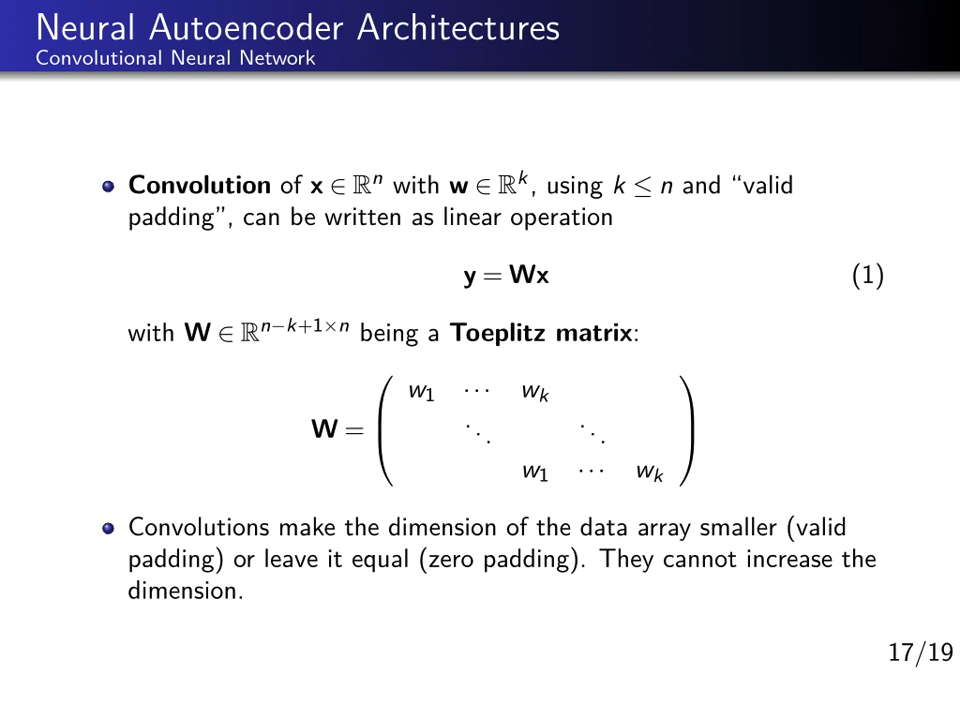 Neural Autoencoder Architectures
Convolutional Neural Network
Convolution of x ∈ ℝⁿ with w ∈ ℝᵏ, using k ≤ n and “valid
padding”, can be written as linear operation
y = Wx (1)
with W ∈ ℝⁿ⁻ᵏ⁺¹ˣⁿ being a Toeplitz matrix:
w₁ ⋯ wₖ
W = ( ⋱ ⋱ )
w₁ ⋯ wₖ
Convolutions make the dimension of the data array smaller (valid
padding) or leave it equal (zero padding). They cannot increase the
dimension.
17/19